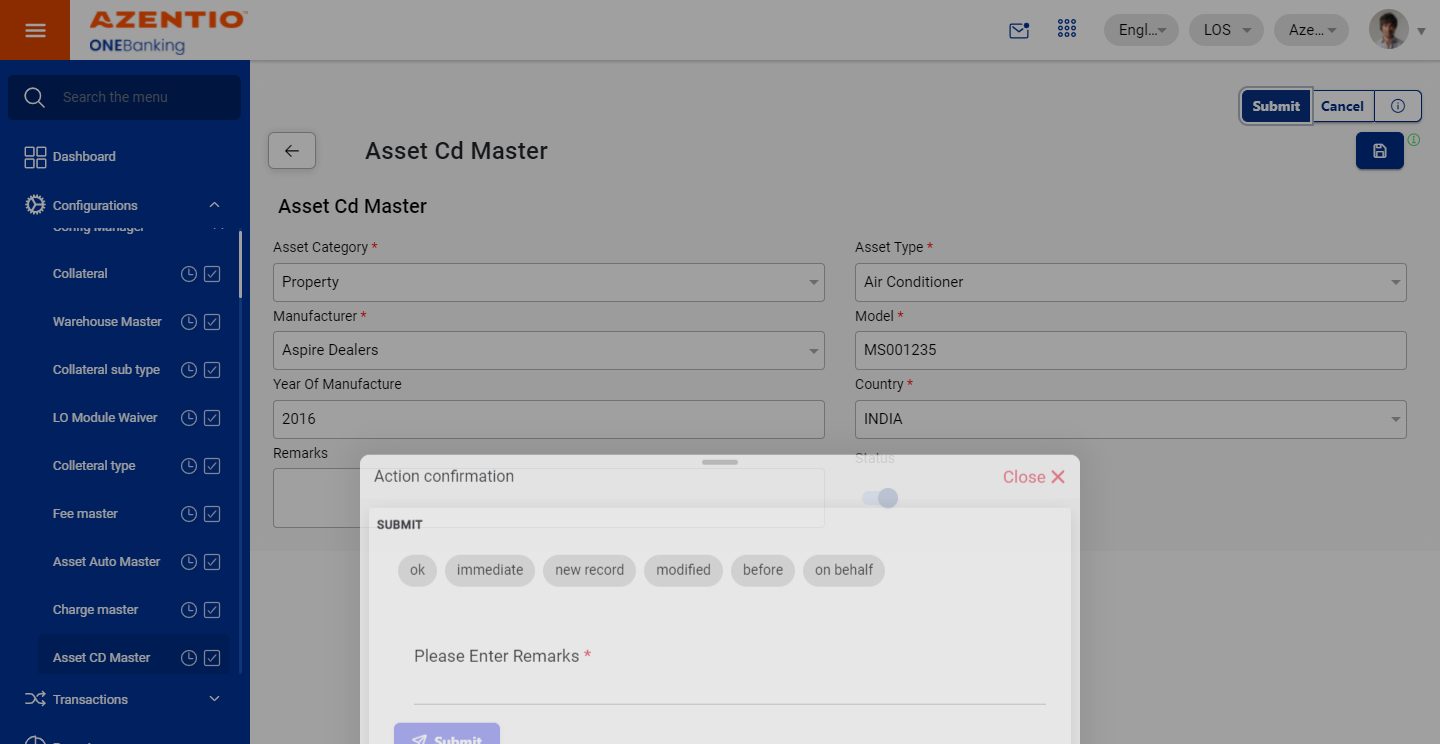 AZENTIO
ONEBanking
Engl...
LOS
Aze...
Search the menu
Dashboard
Configurations
Config Manager
Collateral
Warehouse Master
Collateral sub type
LO Module Waiver
Colleteral type
Fee master
Asset Auto Master
Charge master
Asset CD Master
Transactions
Submit
Cancel
Asset Cd Master
Asset Cd Master
Asset Category *
Property
Asset Type *
Air Conditioner
Manufacturer *
Aspire Dealers
Model *
MS001235
Year Of Manufacture
2016
Country *
INDIA
Remarks
Status
Action confirmation
Close
SUBMIT
ok
immediate
new record
modified
before
on behalf
Please Enter Remarks *
Submit